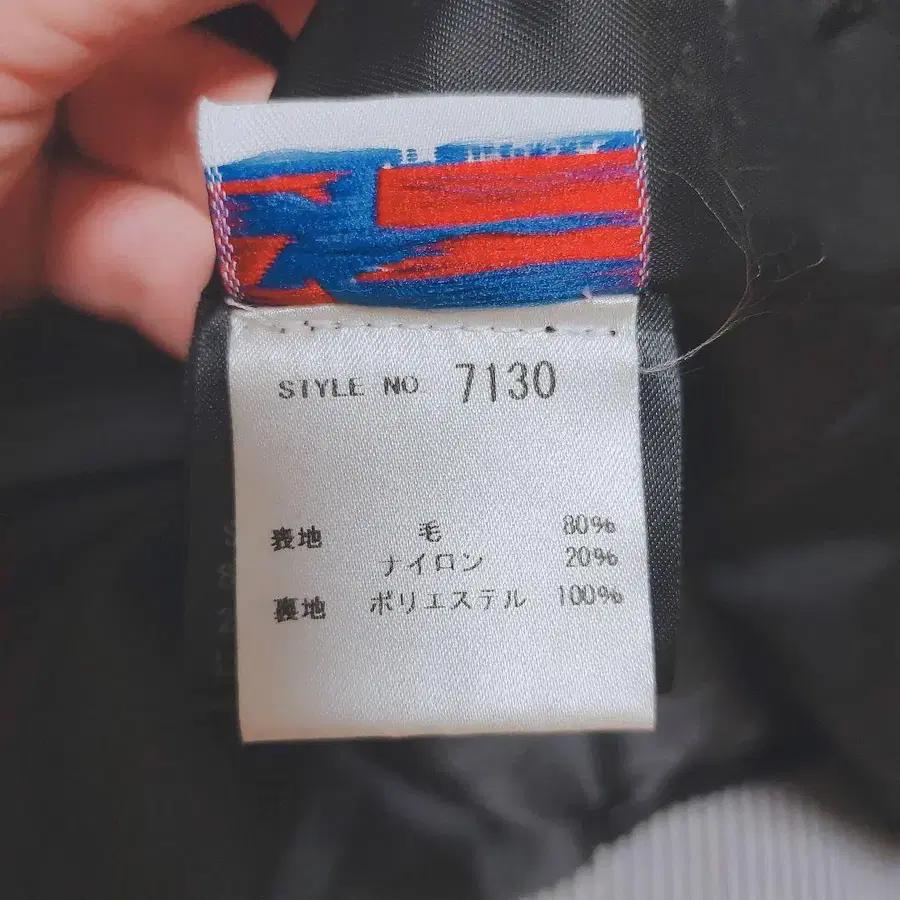 STYLE NO 7130
表地 毛 80%
ナイロン 20%
裏地 ポリエステル 100%